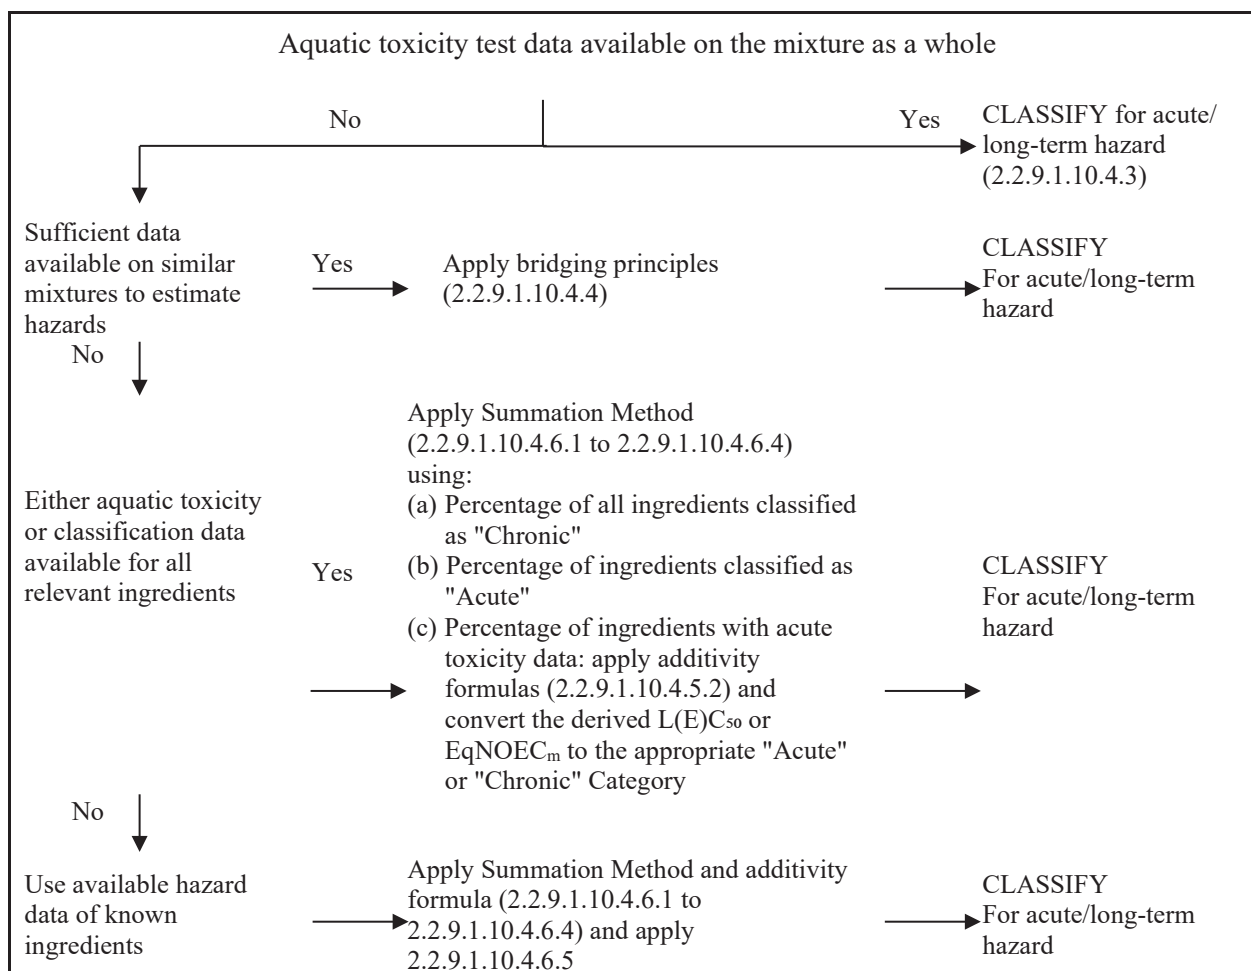 Aquatic toxicity test data available on the mixture as a whole
No
Yes
CLASSIFY for acute/
long-term hazard
(2.2.9.1.10.4.3)
Sufficient data
available on similar
mixtures to estimate
hazards
Yes
Apply bridging principles
(2.2.9.1.10.4.4)
CLASSIFY
For acute/long-term
hazard
No
Either aquatic toxicity
or classification data
available for all
relevant ingredients
Yes
Apply Summation Method
(2.2.9.1.10.4.6.1 to 2.2.9.1.10.4.6.4)
using:
(a) Percentage of all ingredients classified
as "Chronic"
(b) Percentage of ingredients classified as
"Acute"
(c) Percentage of ingredients with acute
toxicity data: apply additivity
formulas (2.2.9.1.10.4.5.2) and
convert the derived L(E)C₅₀ or
EqNOECₘ to the appropriate "Acute"
or "Chronic" Category
CLASSIFY
For acute/long-term
hazard
No
Use available hazard
data of known
ingredients
Apply Summation Method and additivity
formula (2.2.9.1.10.4.6.1 to
2.2.9.1.10.4.6.4) and apply
2.2.9.1.10.4.6.5
CLASSIFY
For acute/long-term
hazard